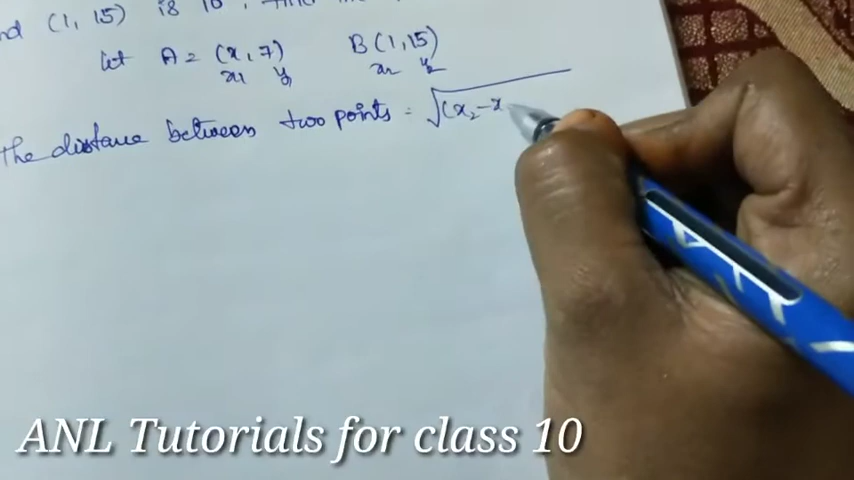 nd (1, 15) is 10,
let A = (x, 7) B (1, 15)
x₁ y₁ x₂ y₂
the distance between two points = √(x₂ - x
ANL Tutorials for class 10